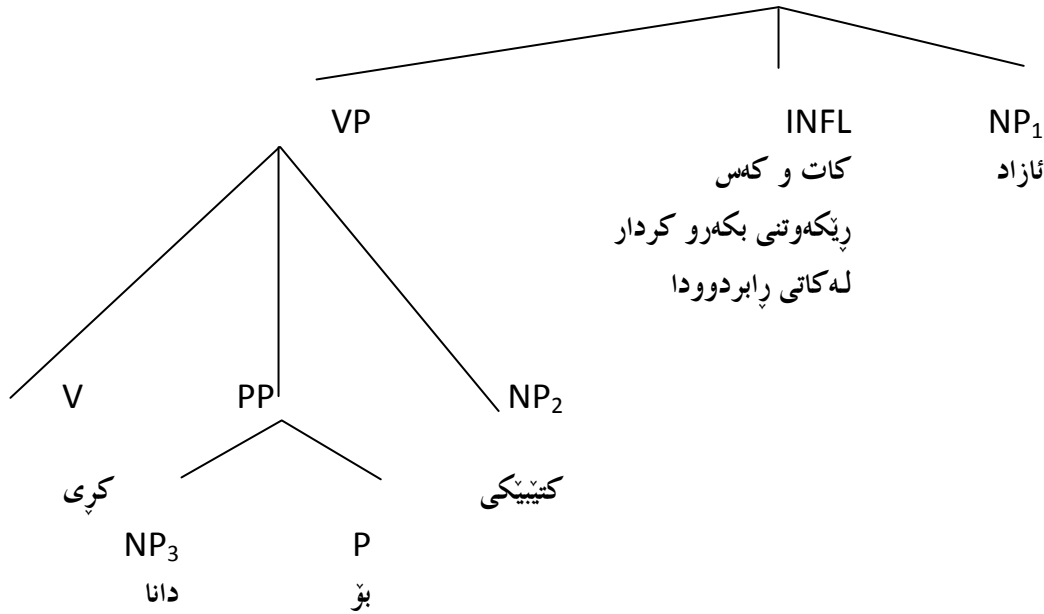 NP₁ INFL VP
ئازاد کات و کەس
ڕێکەوتنی بکەرو کردار
لەکاتی ڕابردوودا
NP₂ PP V
کتێبێکی کڕی
P NP₃
بۆ دانا